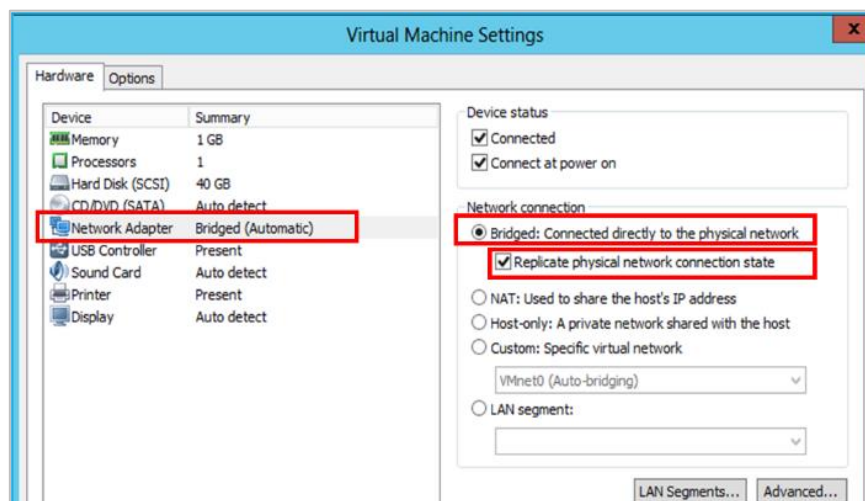 Virtual Machine Settings
x
Hardware Options
Device Summary
Memory 1 GB
Processors 1
Hard Disk (SCSI) 40 GB
CD/DVD (SATA) Auto detect
Network Adapter Bridged (Automatic)
USB Controller Present
Sound Card Auto detect
Printer Present
Display Auto detect
Device status
Connected
Connect at power on
Network connection
Bridged: Connected directly to the physical network
Replicate physical network connection state
NAT: Used to share the host's IP address
Host-only: A private network shared with the host
Custom: Specific virtual network
VMnet0 (Auto-bridging)
LAN segment:
LAN Segments... Advanced...